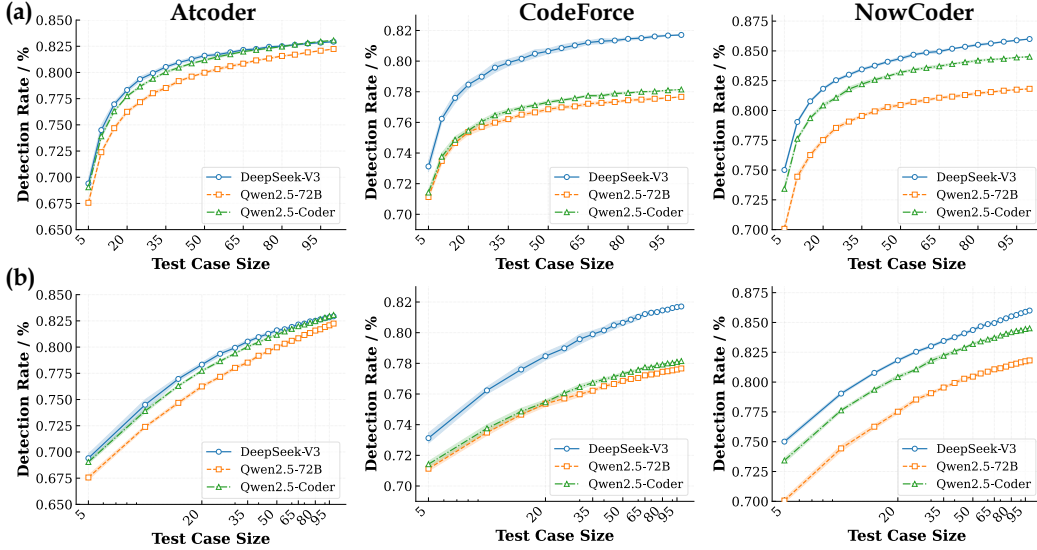 (a)
Atcoder
CodeForce
NowCoder
Detection Rate / %
0.850
0.825
0.800
0.775
0.750
0.725
0.700
0.675
0.650
DeepSeek-V3
Qwen2.5-72B
Qwen2.5-Coder
5
20
35
50
65
80
95
Test Case Size
Detection Rate / %
0.82
0.80
0.78
0.76
0.74
0.72
0.70
DeepSeek-V3
Qwen2.5-72B
Qwen2.5-Coder
5
20
35
50
65
80
95
Test Case Size
Detection Rate / %
0.875
0.850
0.825
0.800
0.775
0.750
0.725
0.700
DeepSeek-V3
Qwen2.5-72B
Qwen2.5-Coder
5
20
35
50
65
80
95
Test Case Size
(b)
Detection Rate / %
0.850
0.825
0.800
0.775
0.750
0.725
0.700
0.675
0.650
DeepSeek-V3
Qwen2.5-72B
Qwen2.5-Coder
5
20
35
50
65
80
95
Test Case Size
Detection Rate / %
0.82
0.80
0.78
0.76
0.74
0.72
0.70
DeepSeek-V3
Qwen2.5-72B
Qwen2.5-Coder
5
20
35
50
65
80
95
Test Case Size
Detection Rate / %
0.875
0.850
0.825
0.800
0.775
0.750
0.725
0.700
DeepSeek-V3
Qwen2.5-72B
Qwen2.5-Coder
5
20
35
50
65
80
95
Test Case Size